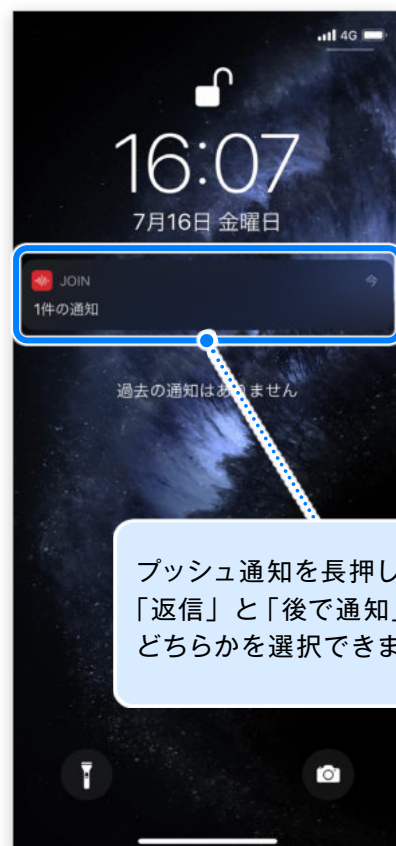 4G
16:07
7月16日 金曜日
JOIN 今
1件の通知
過去の通知はありません
プッシュ通知を長押し
「返信」と「後で通知」
どちらかを選択できま